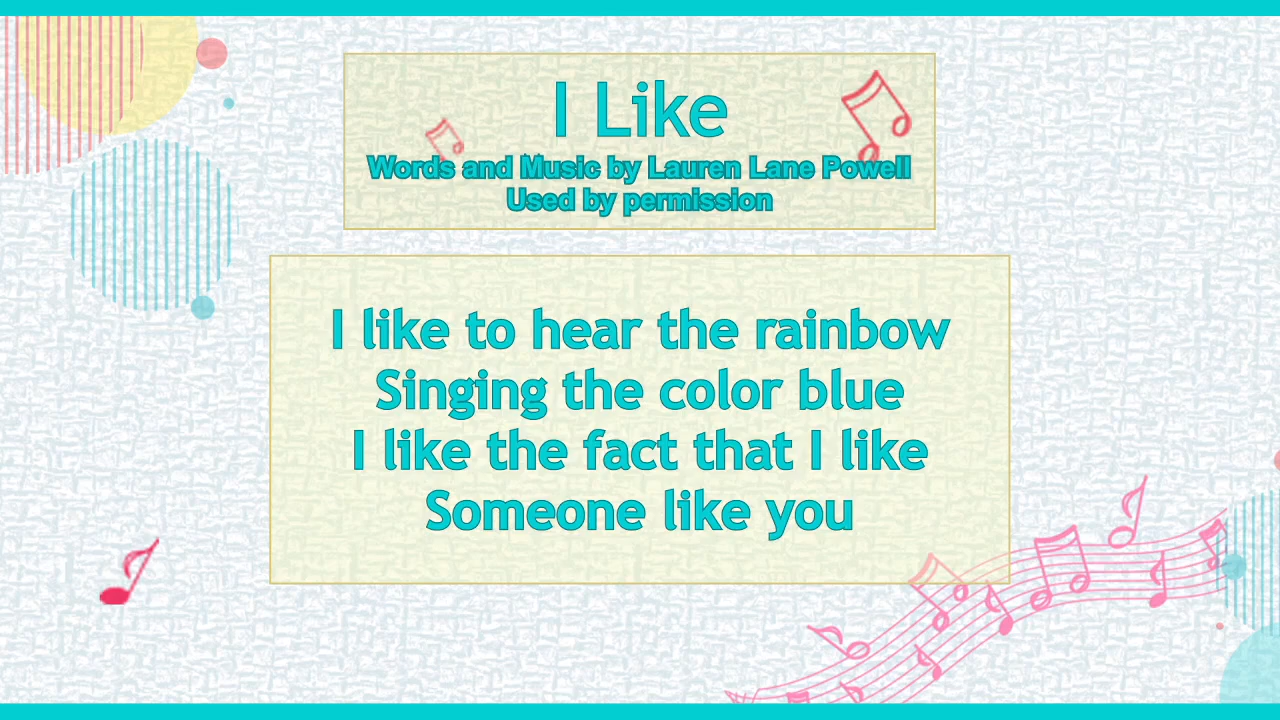 I Like
Words and Music by Lauren Lane Powell
Used by permission
I like to hear the rainbow
Singing the color blue
I like the fact that I like
Someone like you